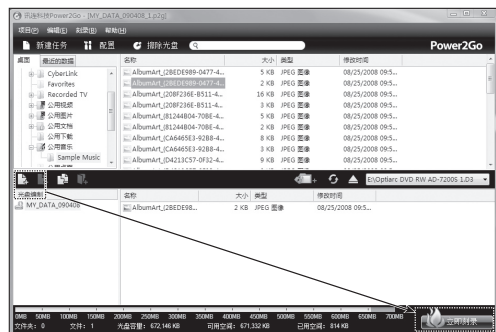 讯连科技Power2Go - [MY_DATA_090408_1.p2g]
项目(P) 编辑(E) 刻录(B) 帮助(H)
新建任务 配置 擦除光盘 Power2Go
桌面 最近的数据
CyberLink
Favorites
Recorded TV
公用视频
公用图片
公用文档
公用下载
公用音乐
Sample Music
名称 大小 类型 修改时间
AlbumArt_{2BEDE989-0477-4... 5 KB JPEG 图像 08/25/2008 09:5...
AlbumArt_{2BEDE989-0477-4... 2 KB JPEG 图像 08/25/2008 09:5...
AlbumArt_{208F236E-B511-4... 16 KB JPEG 图像 08/25/2008 09:5...
AlbumArt_{208F236E-B511-4... 3 KB JPEG 图像 08/25/2008 09:5...
AlbumArt_{81244B04-70BE-4... 5 KB JPEG 图像 08/25/2008 09:5...
AlbumArt_{81244B04-70BE-4... 2 KB JPEG 图像 08/25/2008 09:5...
AlbumArt_{CA6465E3-92B8-4... 8 KB JPEG 图像 08/25/2008 09:5...
AlbumArt_{CA6465E3-92B8-4... 3 KB JPEG 图像 08/25/2008 09:5...
AlbumArt_{D4213C57-0F32-4... 9 KB JPEG 图像 08/25/2008 09:5...
E:\Optiarc DVD RW AD-7200S 1.D3
光盘编制
MY_DATA_090408
名称 大小 类型 修改时间
AlbumArt_{2BEDE98... 2 KB JPEG 图像 08/25/2008 09:5...
0MB 50MB 100MB 150MB 200MB 250MB 300MB 350MB 400MB 450MB 500MB 550MB 600MB 650MB 700MB
文件夹: 0 文件: 1 光盘容量: 672,146 KB 可用空间: 671,332 KB 已用空间: 814 KB
立即刻录